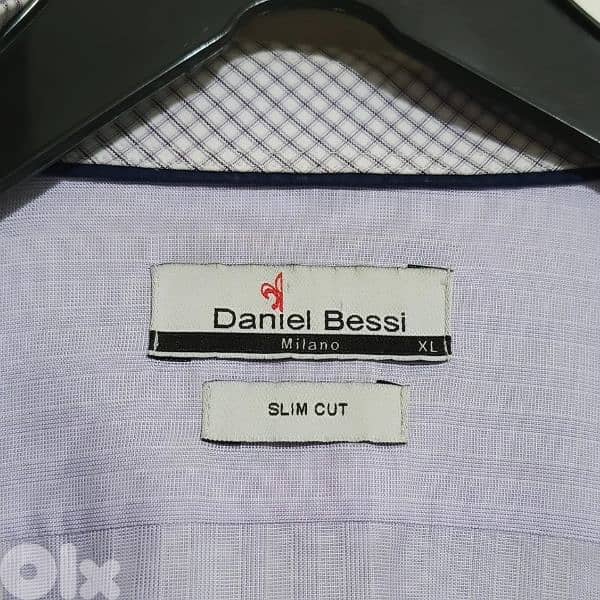 Daniel Bessi
Milano XL
SLIM CUT
Olx